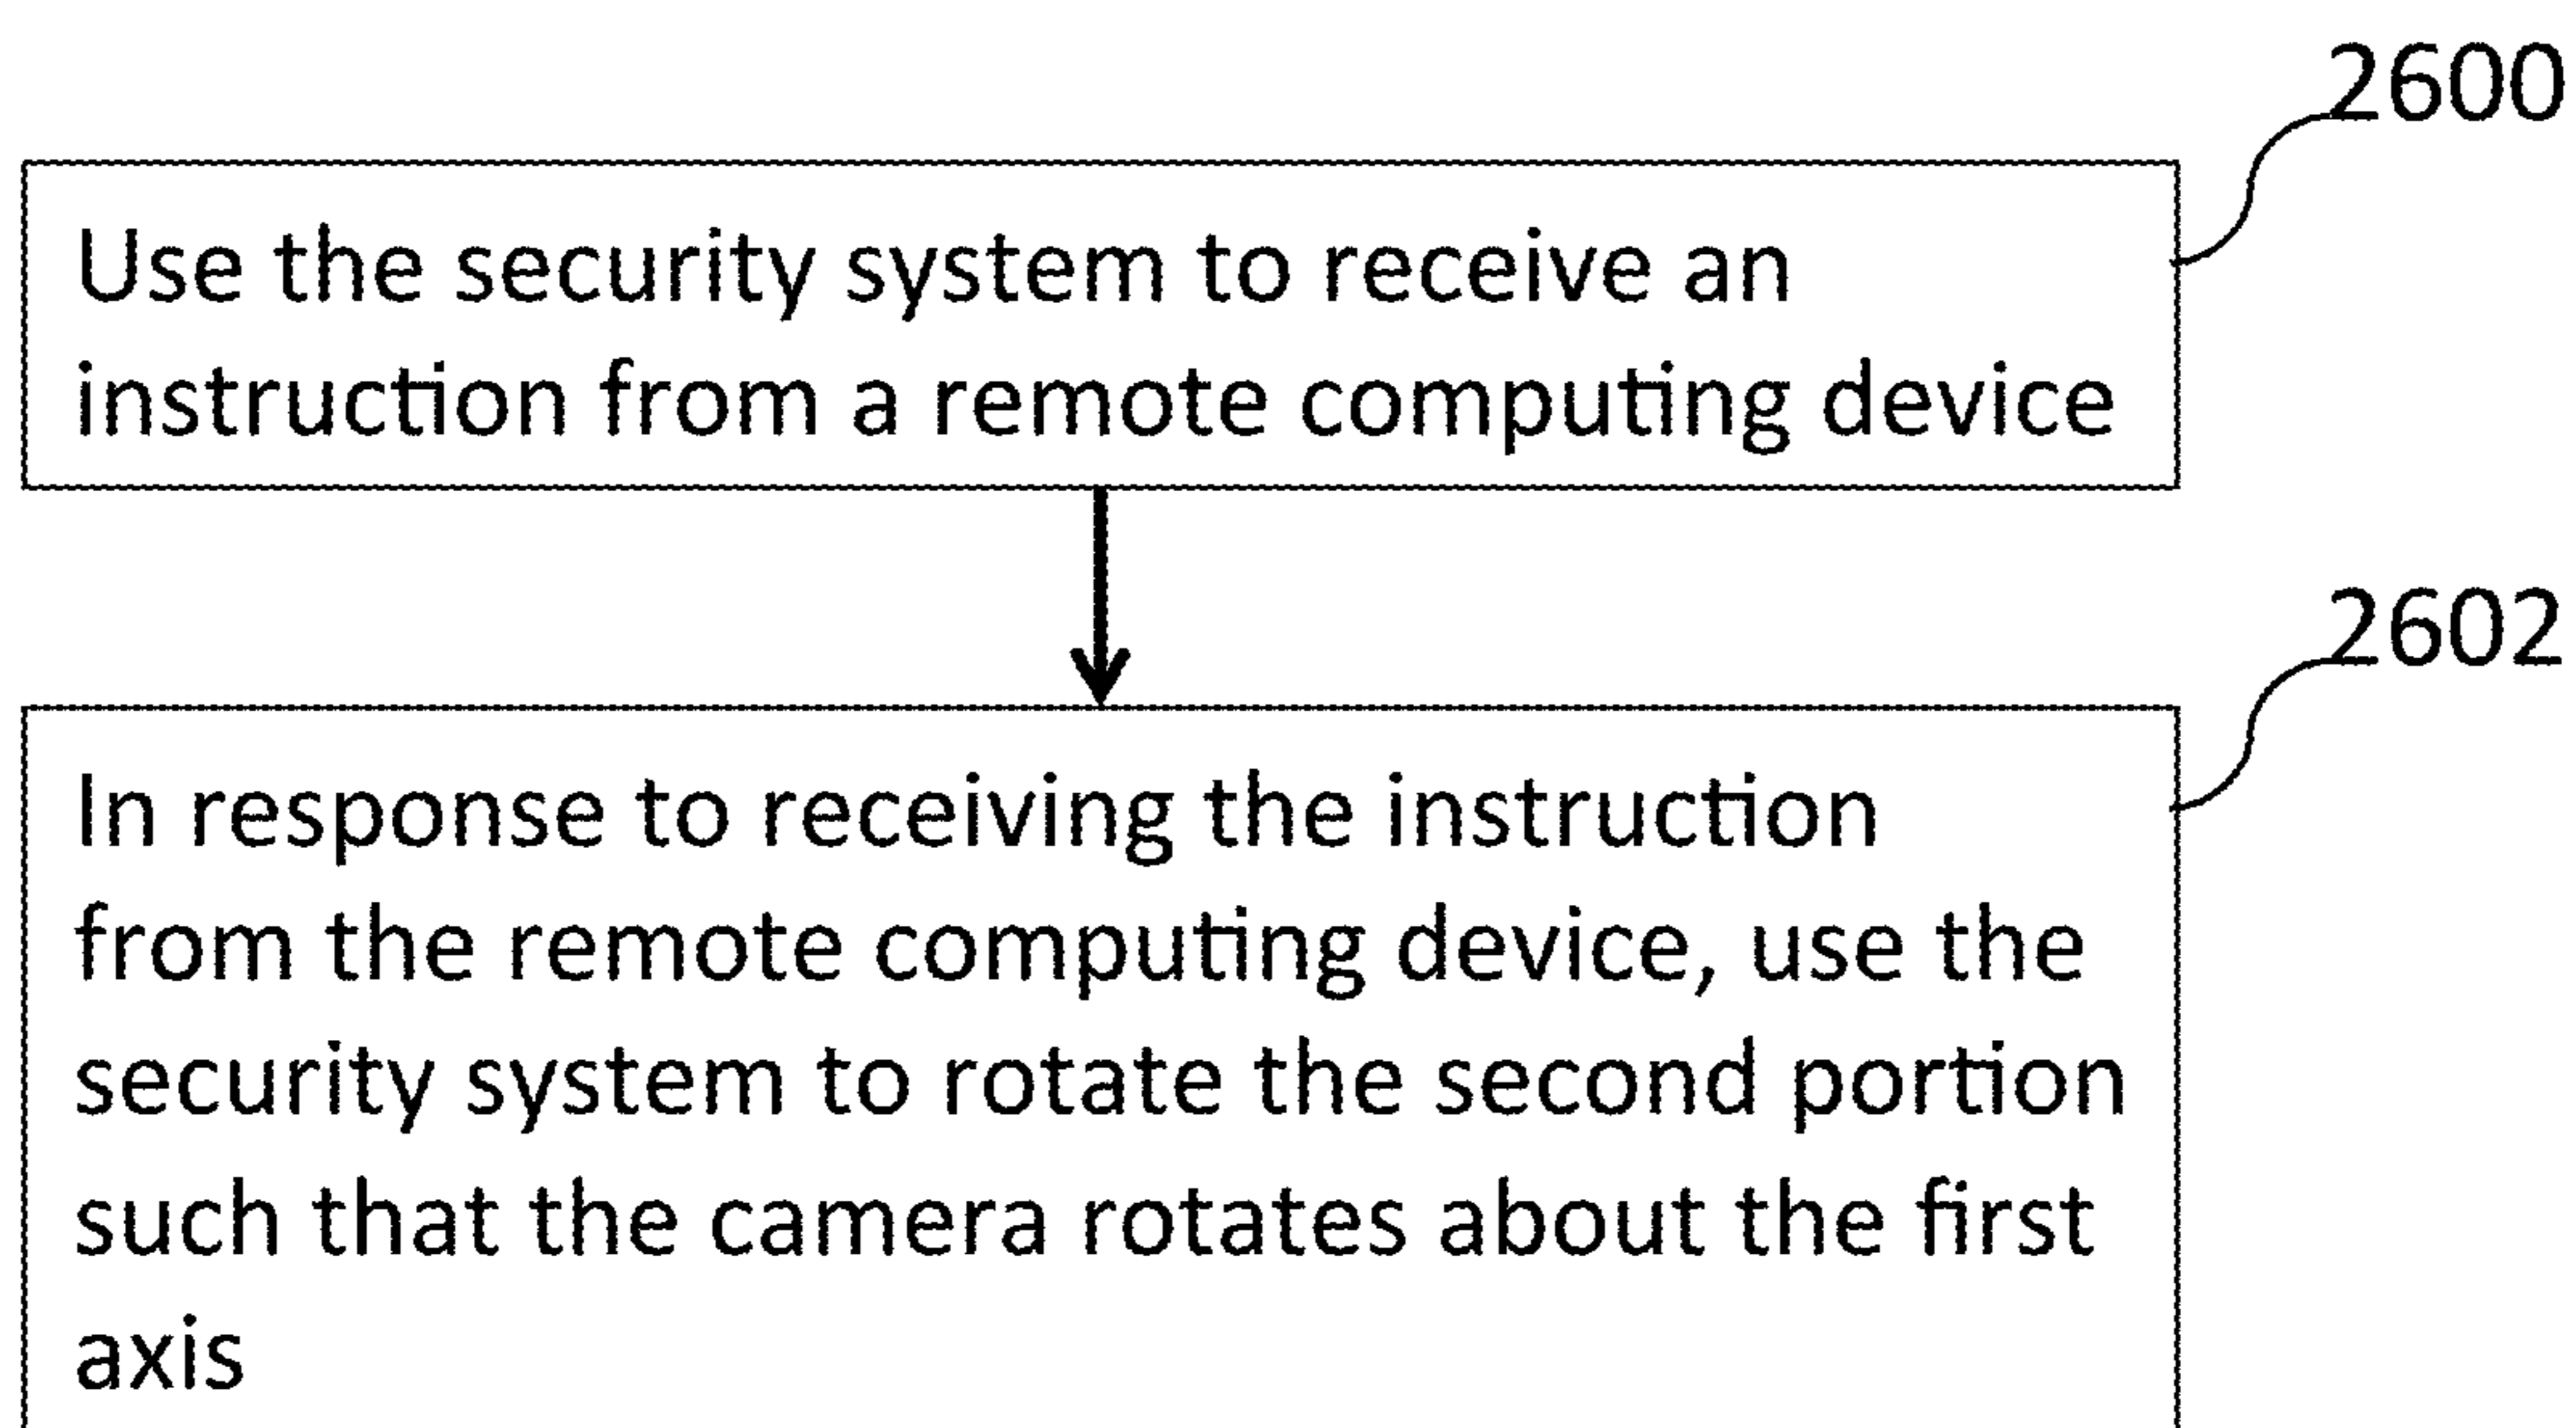 2600
Use the security system to receive an
instruction from a remote computing device
2602
In response to receiving the instruction
from the remote computing device, use the
security system to rotate the second portion
such that the camera rotates about the first
axis